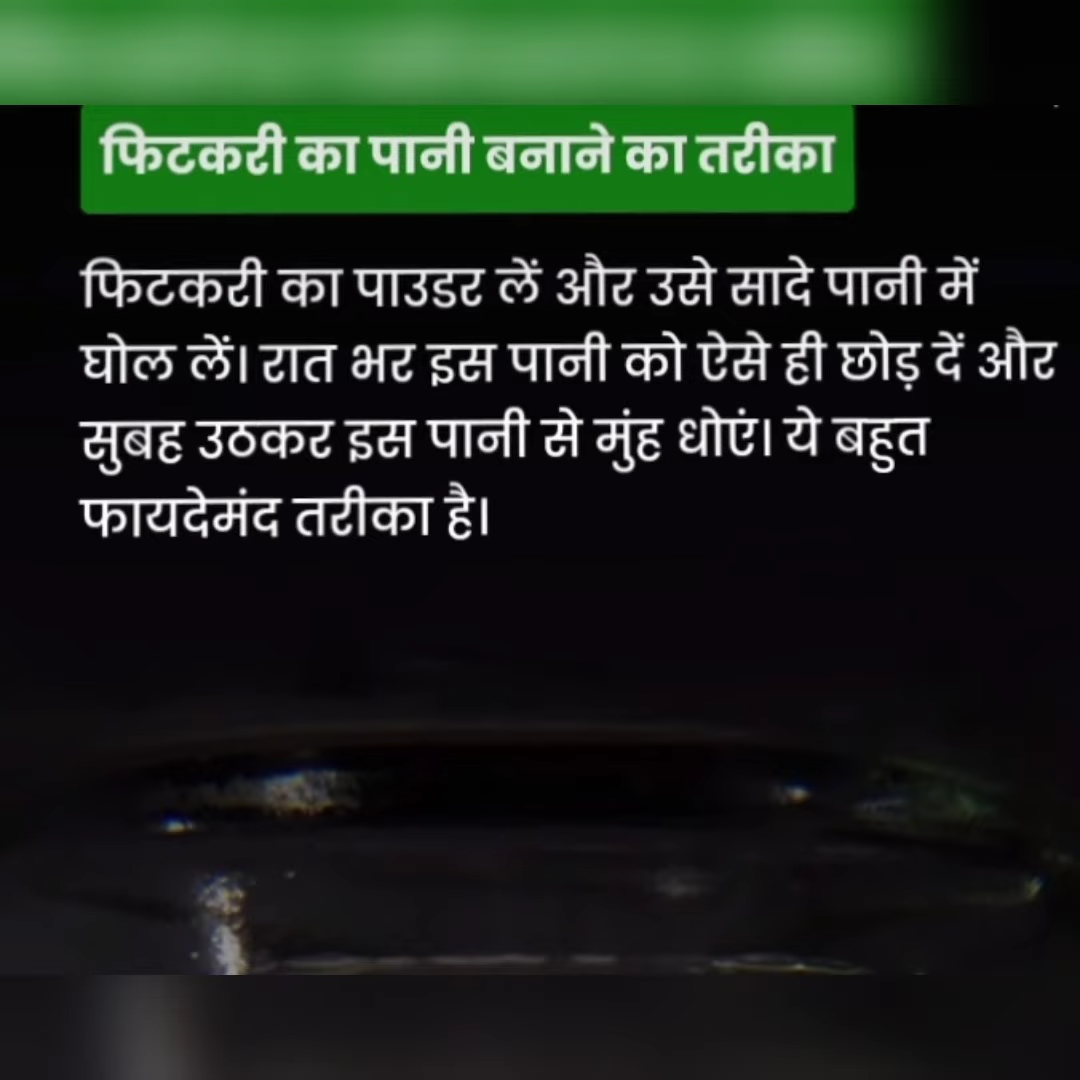 फिटकरी का पानी बनाने का तरीका
फिटकरी का पाउडर लें और उसे सादे पानी में
घोल लें। रात भर इस पानी को ऐसे ही छोड़ दें और
सुबह उठकर इस पानी से मुंह धोएं। ये बहुत
फायदेमंद तरीका है।